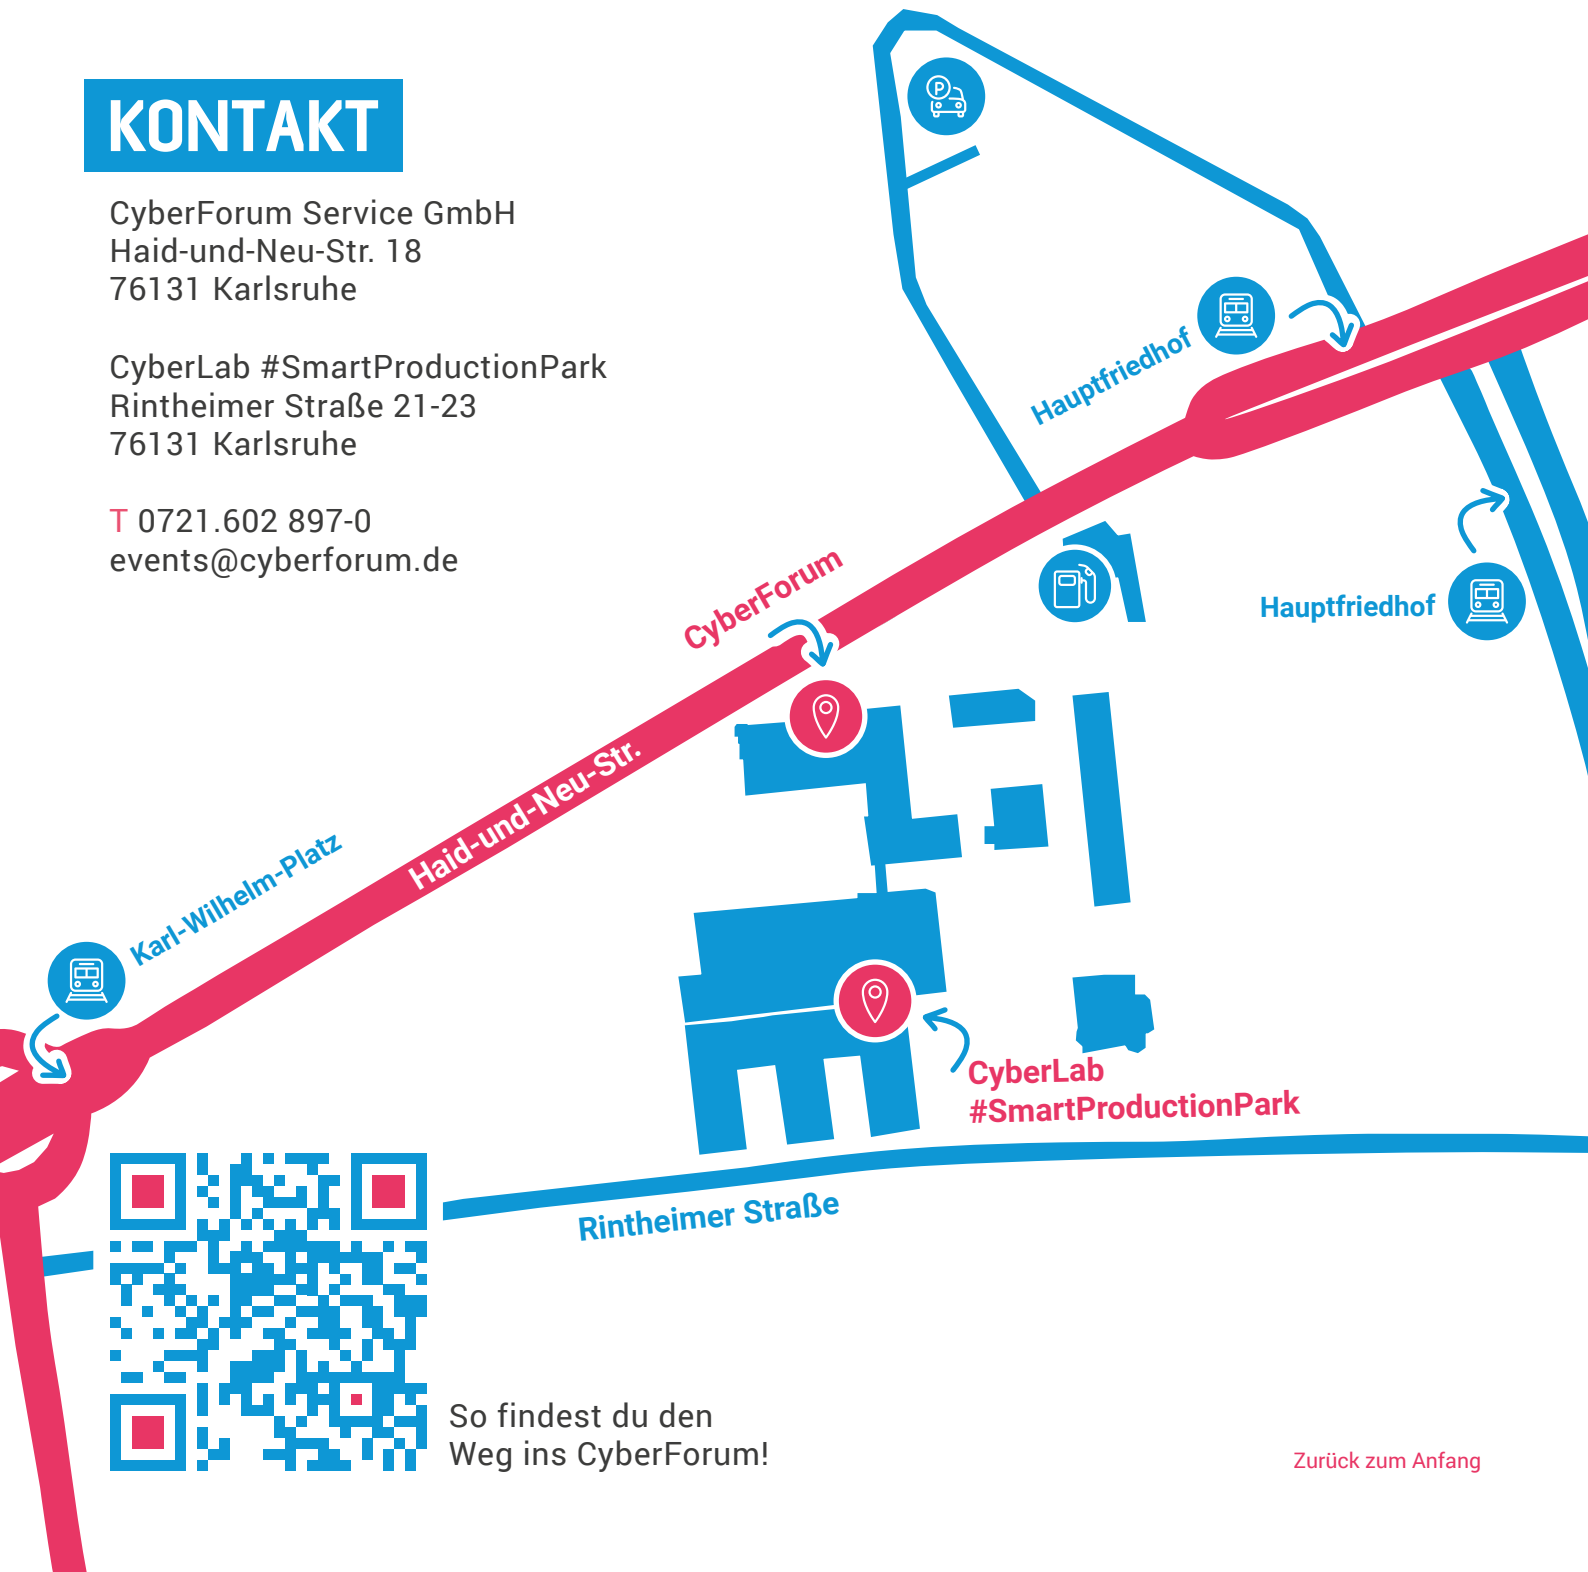 KONTAKT
CyberForum Service GmbH
Haid-und-Neu-Str. 18
76131 Karlsruhe
CyberLab #SmartProductionPark
Rintheimer Straße 21-23
76131 Karlsruhe
T 0721.602 897-0
events@cyberforum.de
P
Hauptfriedhof
CyberForum
Hauptfriedhof
Haid-und-Neu-Str.
Karl-Wilhelm-Platz
CyberLab
#SmartProductionPark
Rintheimer Straße
So findest du den
Weg ins CyberForum!
Zurück zum Anfang